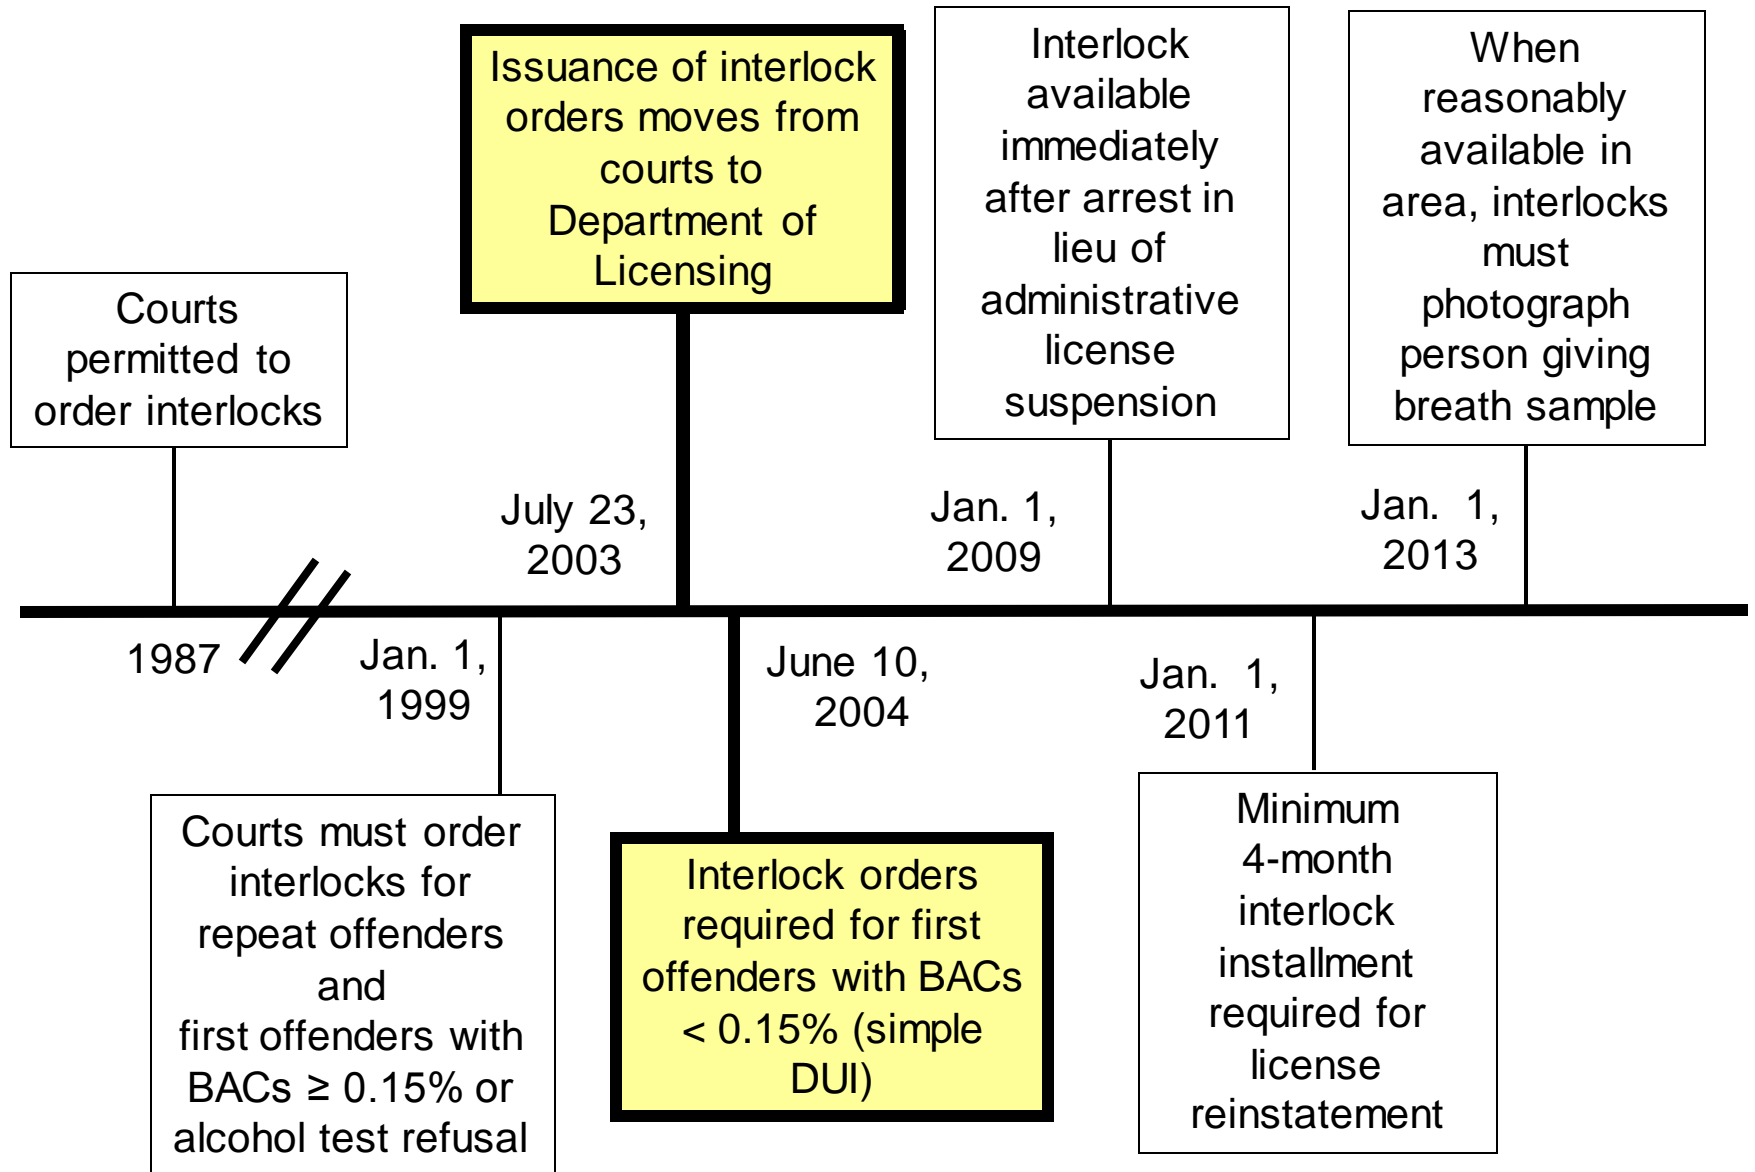 Courts
permitted to
order interlocks
1987
Courts must order
interlocks for
repeat offenders
and
first offenders with
BACs ≥ 0.15% or
alcohol test refusal
Jan. 1,
1999
Issuance of interlock
orders moves from
courts to
Department of
Licensing
July 23,
2003
June 10,
2004
Interlock orders
required for first
offenders with BACs
< 0.15% (simple
DUI)
Interlock
available
immediately
after arrest in
lieu of
administrative
license
suspension
Jan. 1,
2009
Jan. 1,
2011
Minimum
4-month
interlock
installment
required for
license
reinstatement
When
reasonably
available in
area, interlocks
must
photograph
person giving
breath sample
Jan. 1,
2013